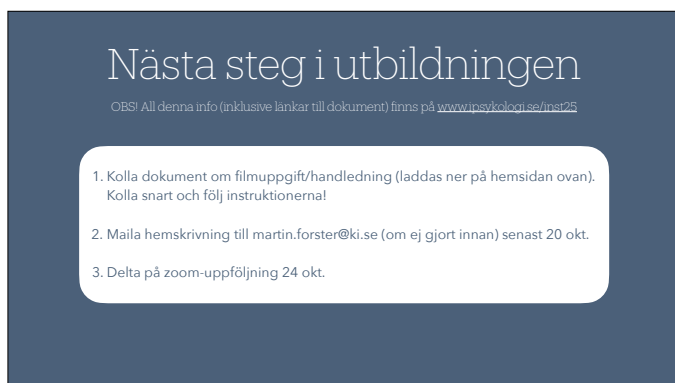 Nästa steg i utbildningen
OBS! All denna info (inklusive länkar till dokument) finns på www.ipsykologi.se/inst25
1. Kolla dokument om filmuppgift/handledning (laddas ner på hemsidan ovan).
Kolla snart och följ instruktionerna!
2. Maila hemskrivning till martin.forster@ki.se (om ej gjort innan) senast 20 okt.
3. Delta på zoom-uppföljning 24 okt.